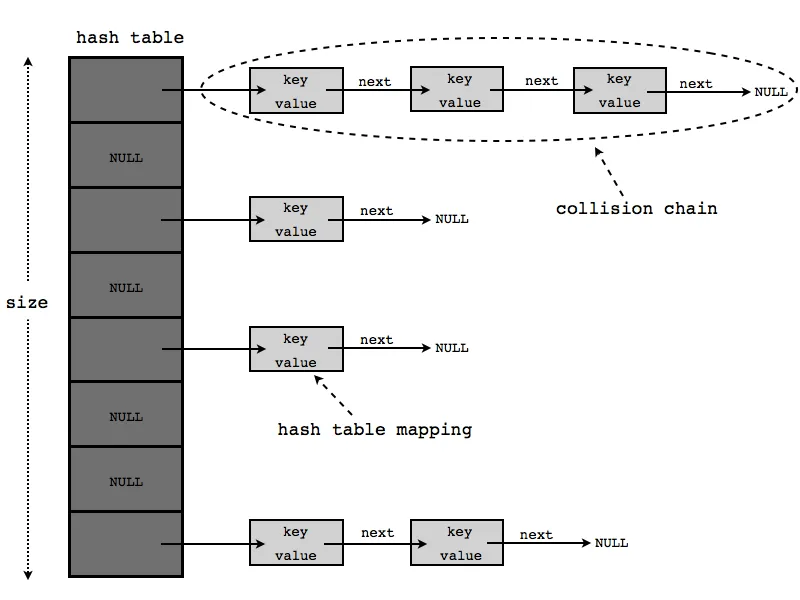 hash table
key next key next key next
value value value NULL
NULL
collision chain
key next
value NULL
NULL
size
key next NULL
value
hash table mapping
NULL
NULL
key next key next
value value NULL